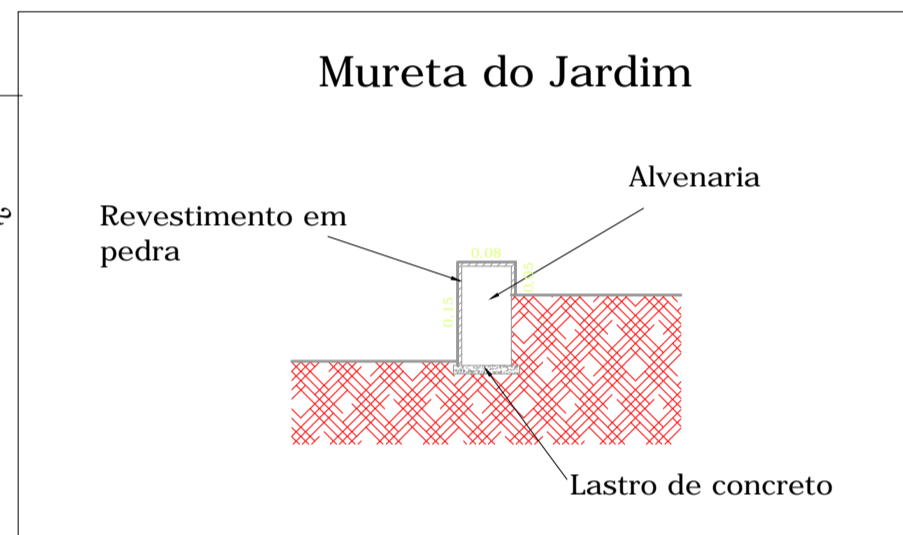 Mureta do Jardim
Alvenaria
Revestimento em
pedra
0.08
0.05
0.15
Lastro de concreto